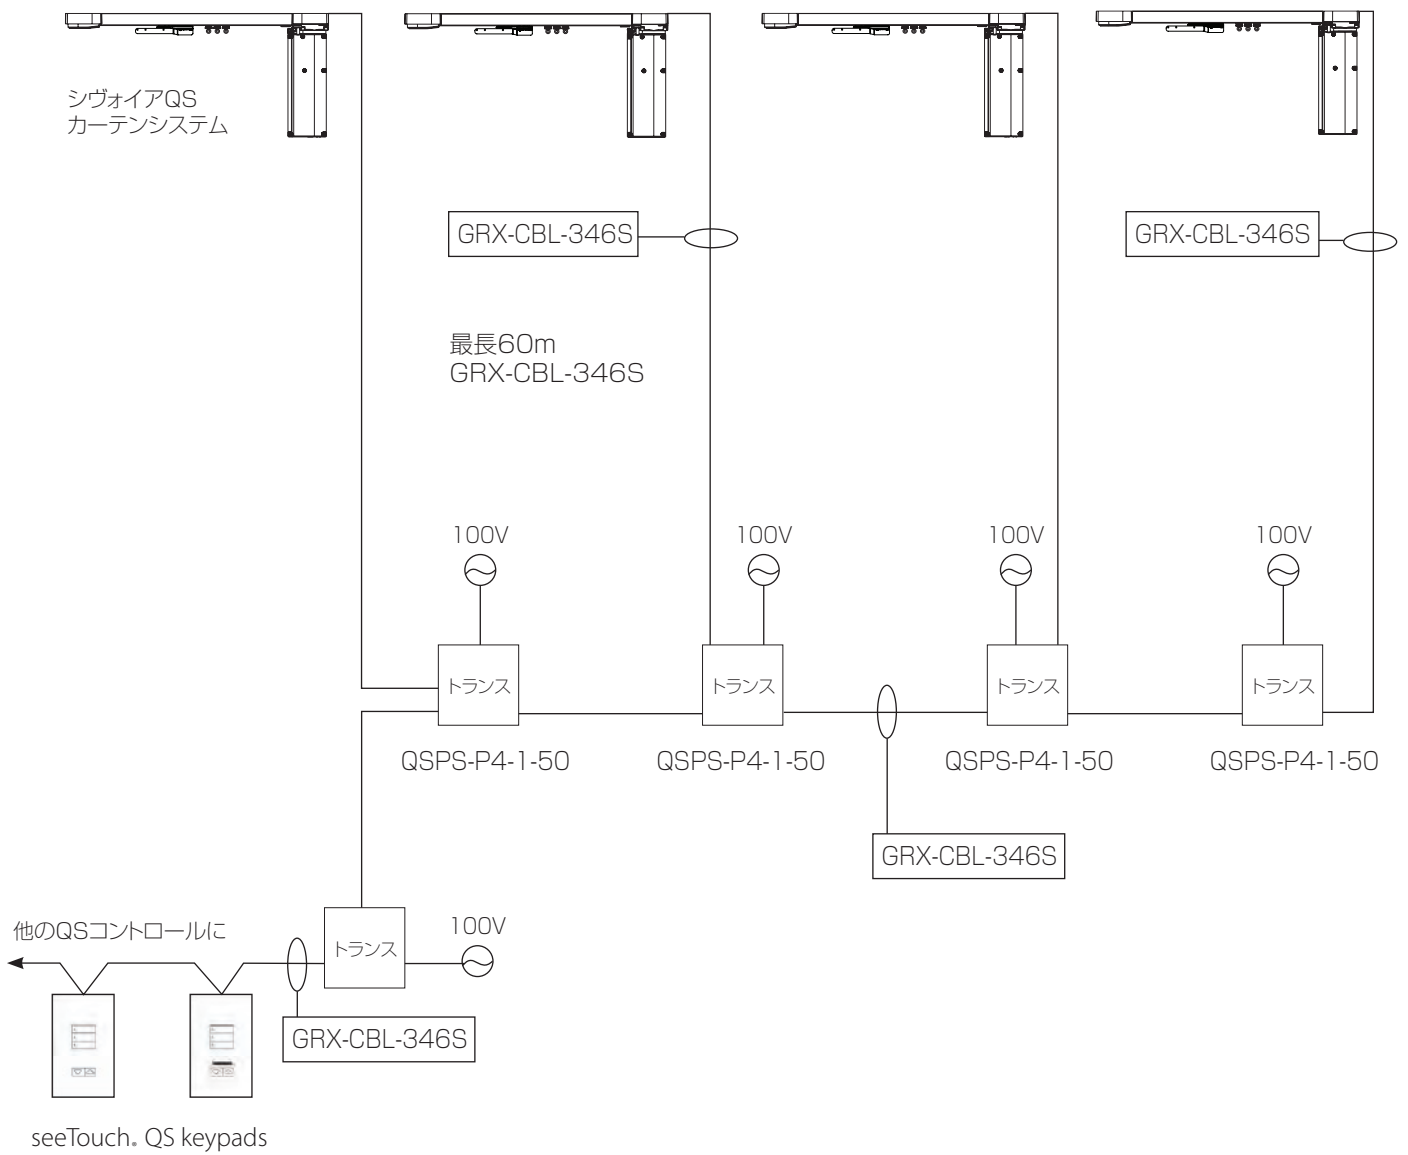 シヴォイアQS
カーテンシステム
GRX-CBL-346S
GRX-CBL-346S
最長60m
GRX-CBL-346S
100V
100V
100V
100V
トランス
トランス
トランス
トランス
QSPS-P4-1-50
QSPS-P4-1-50
QSPS-P4-1-50
QSPS-P4-1-50
GRX-CBL-346S
他のQSコントロールに
トランス
100V
GRX-CBL-346S
seeTouch® QS keypads